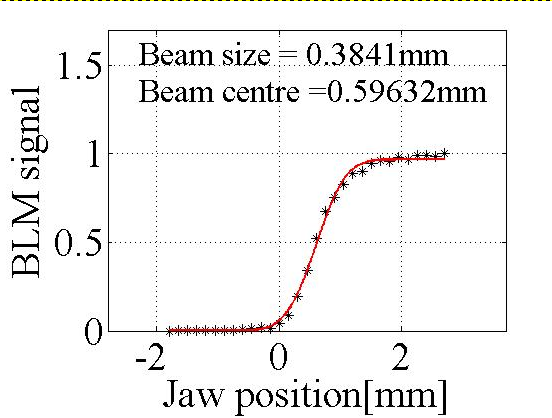 Beam size = 0.3841mm
Beam centre =0.59632mm
BLM signal
1.5
1
0.5
0
-2 0 2
Jaw position[mm]